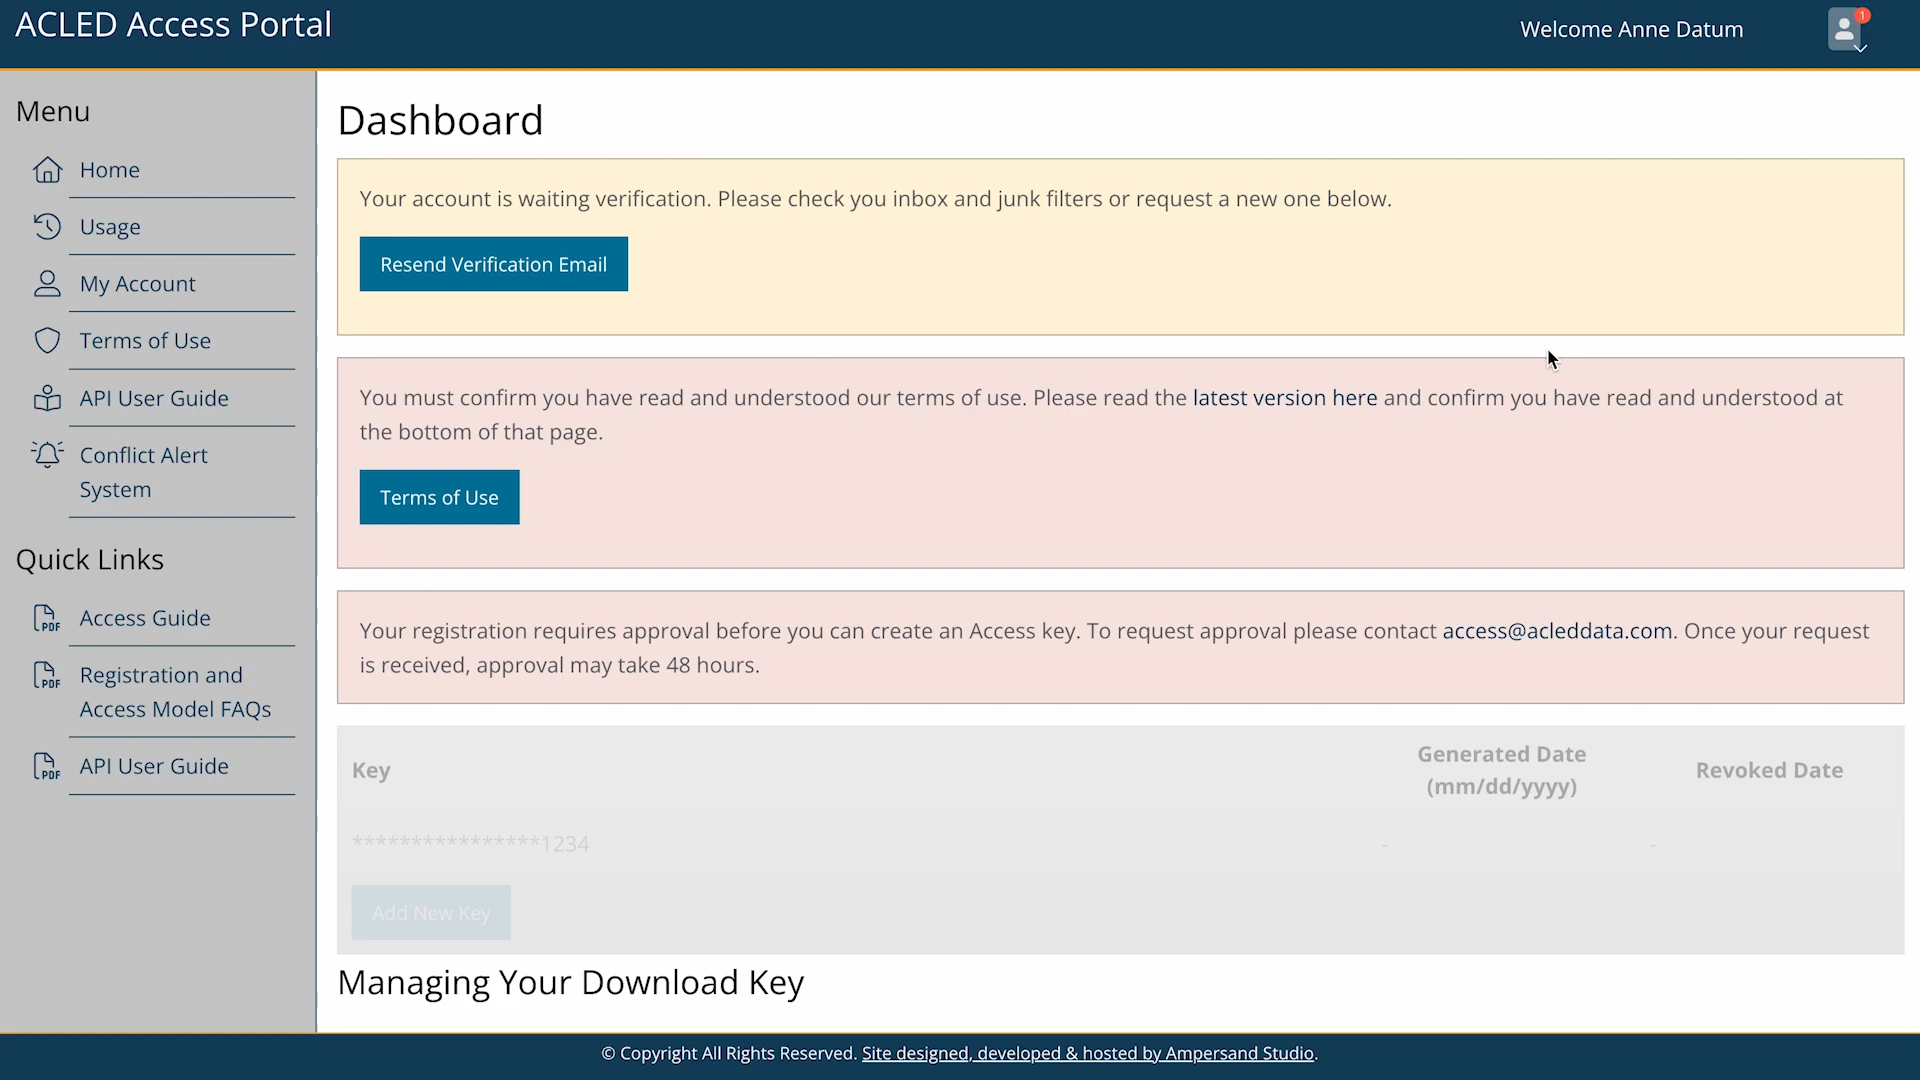 ACLED Access Portal
Welcome Anne Datum
1
Menu
Home
Usage
My Account
Terms of Use
API User Guide
Conflict Alert
System
Quick Links
PDF
Access Guide
PDF
Registration and
Access Model FAQs
PDF
API User Guide
Dashboard
Your account is waiting verification. Please check you inbox and junk filters or request a new one below.
Resend Verification Email
You must confirm you have read and understood our terms of use. Please read the latest version here and confirm you have read and understood at
the bottom of that page.
Terms of Use
Your registration requires approval before you can create an Access key. To request approval please contact access@acleddata.com. Once your request
is received, approval may take 48 hours.
Key
Generated Date
(mm/dd/yyyy)
Revoked Date
****************1234
-
-
Add New Key
Managing Your Download Key
© Copyright All Rights Reserved. Site designed, developed & hosted by Ampersand Studio.